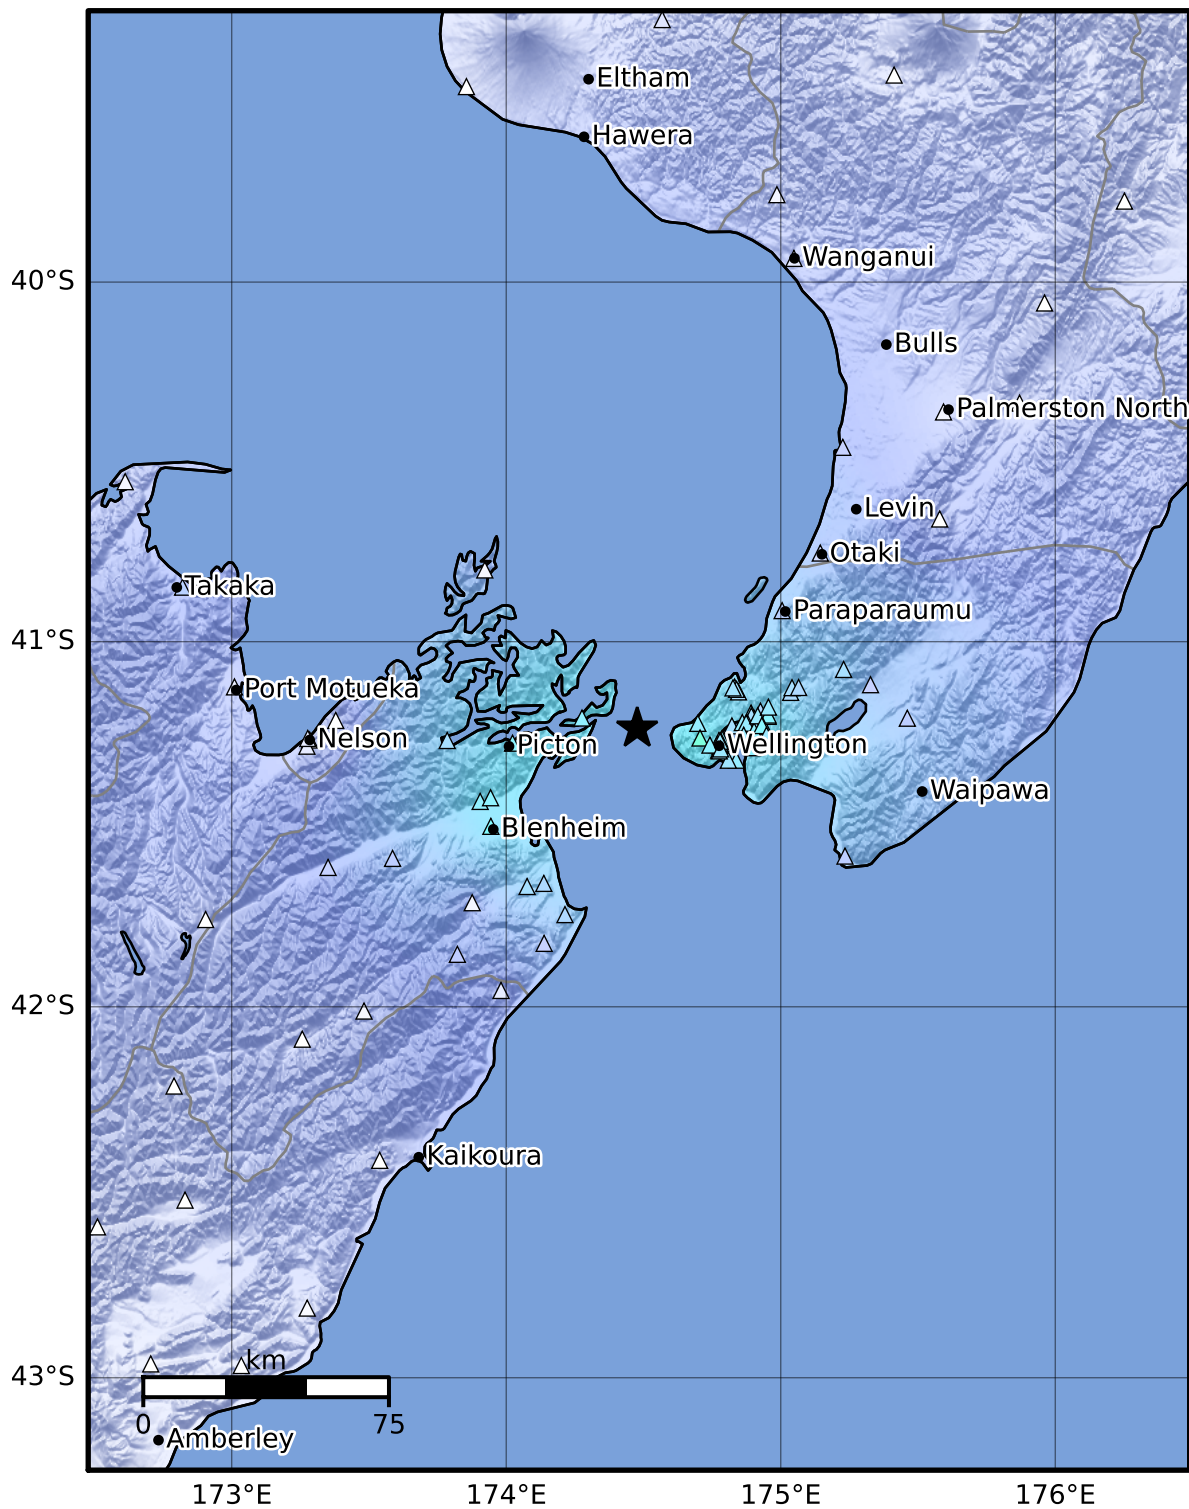 Eltham
Hawera
Wanganui
40°S
Bulls
Palmerston North
Levin
Otaki
Takaka
Paraparaumu
41°S
Port Motueka
Nelson
Picton
Wellington
Waipawa
Blenheim
42°S
Kaikoura
km
43°S
0
75
Amberley
173°E
174°E
175°E
176°E